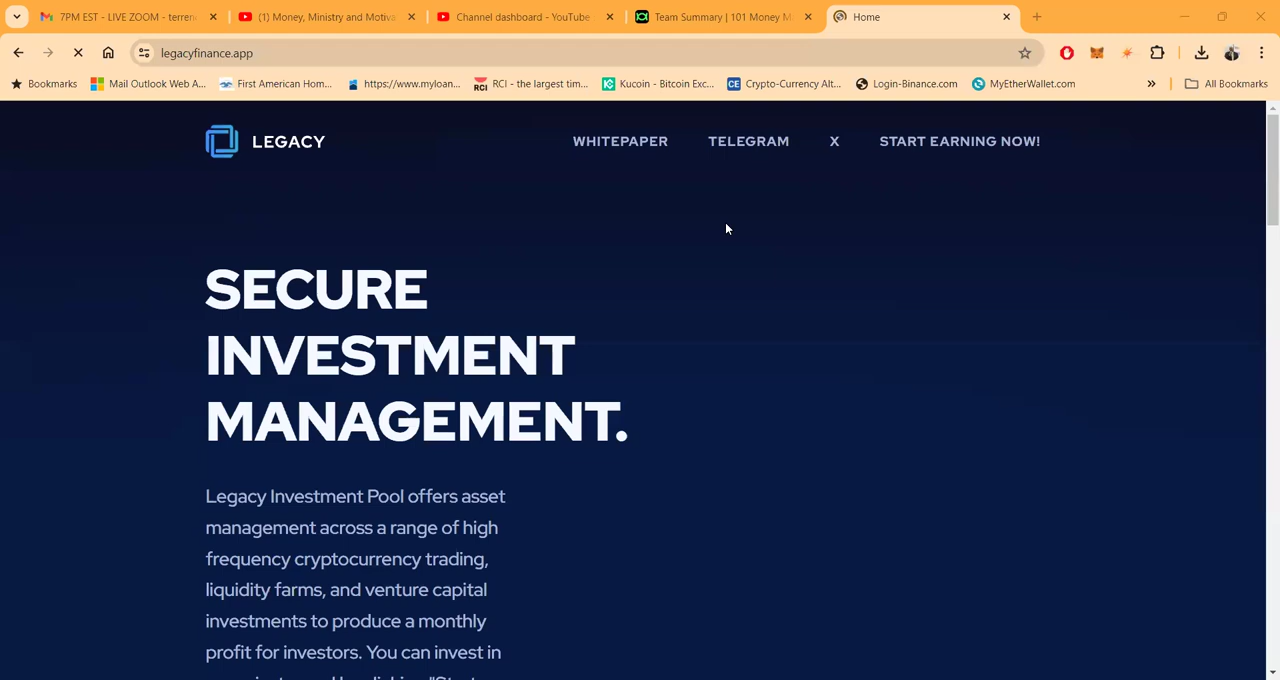 7PM EST - LIVE ZOOM - terren
(1) Money, Ministry and Motiva
Channel dashboard - YouTube
Team Summary | 101 Money M
Home
legacyfinance.app
Bookmarks
Mail Outlook Web A...
First American Hom...
https://www.myloan...
RCI - the largest tim...
Kucoin - Bitcoin Exc...
Crypto-Currency Alt...
Login-Binance.com
MyEtherWallet.com
»
All Bookmarks
LEGACY
WHITEPAPER
TELEGRAM
X
START EARNING NOW!
SECURE
INVESTMENT
MANAGEMENT.
Legacy Investment Pool offers asset
management across a range of high
frequency cryptocurrency trading,
liquidity farms, and venture capital
investments to produce a monthly
profit for investors. You can invest in